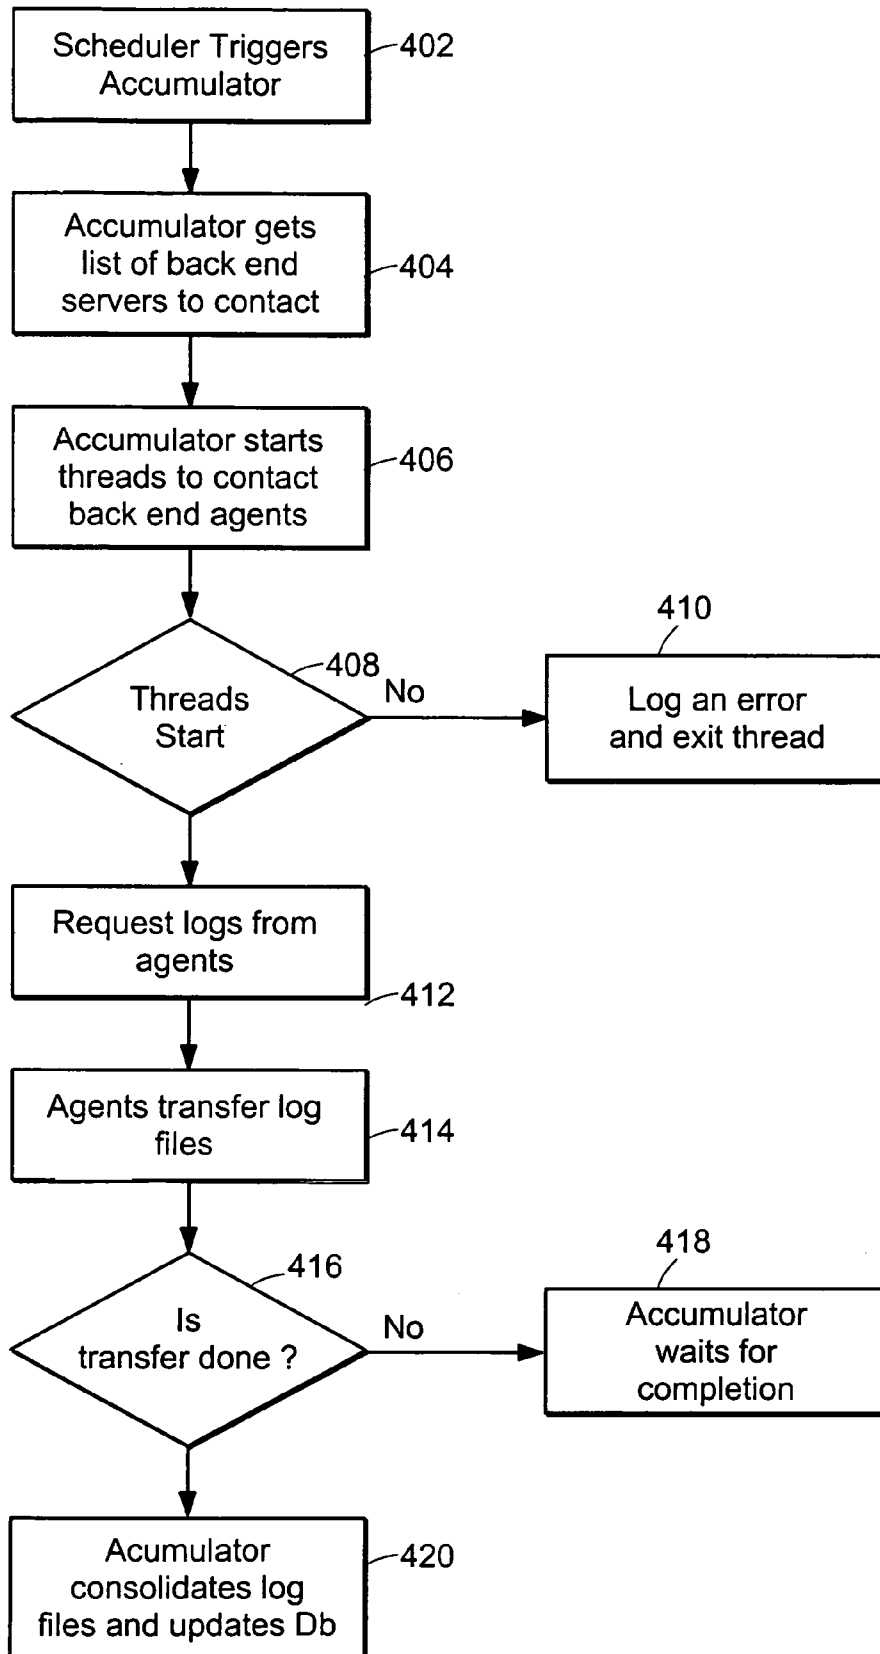 Scheduler Triggers
Accumulator
402
Accumulator gets
list of back end
servers to contact
404
Accumulator starts
threads to contact
back end agents
406
Threads
Start
408
No
410
Log an error
and exit thread
Request logs from
agents
412
Agents transfer log
files
414
Is
transfer done ?
416
No
418
Accumulator
waits for
completion
Acumulator
consolidates log
files and updates Db
420